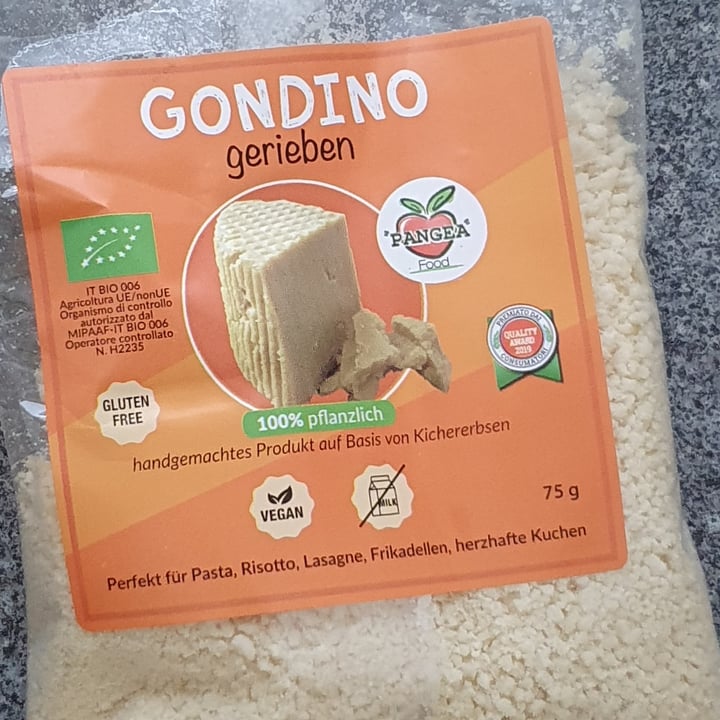 GONDINO
gerieben
"PANGEA"
Food
IT BIO 006
Agricoltura UE/nonUE
Organismo di controllo
autorizzato dal
MIPAAF-IT BIO 006
Operatore controllato
N. H2235
PREMIATO DAI
QUALITY
AWARD
2019
CONSUMATORI
GLUTEN
FREE
100% pflanzlich
handgemachtes Produkt auf Basis von Kichererbsen
VEGAN
MILK
75 g
Perfekt für Pasta, Risotto, Lasagne, Frikadellen, herzhafte Kuchen